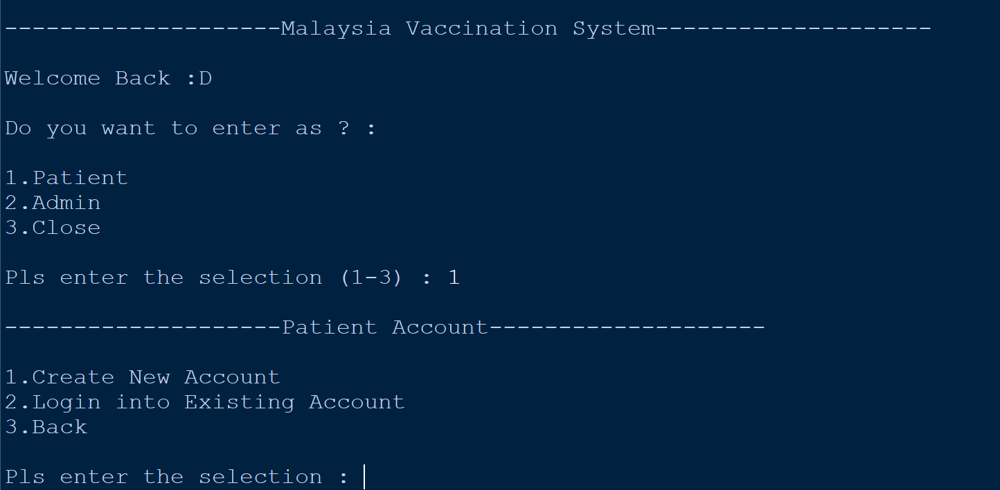 --------------------Malaysia Vaccination System--------------------
Welcome Back :D
Do you want to enter as ? :
1.Patient
2.Admin
3.Close
Pls enter the selection (1-3) : 1
--------------------Patient Account--------------------
1.Create New Account
2.Login into Existing Account
3.Back
Pls enter the selection :